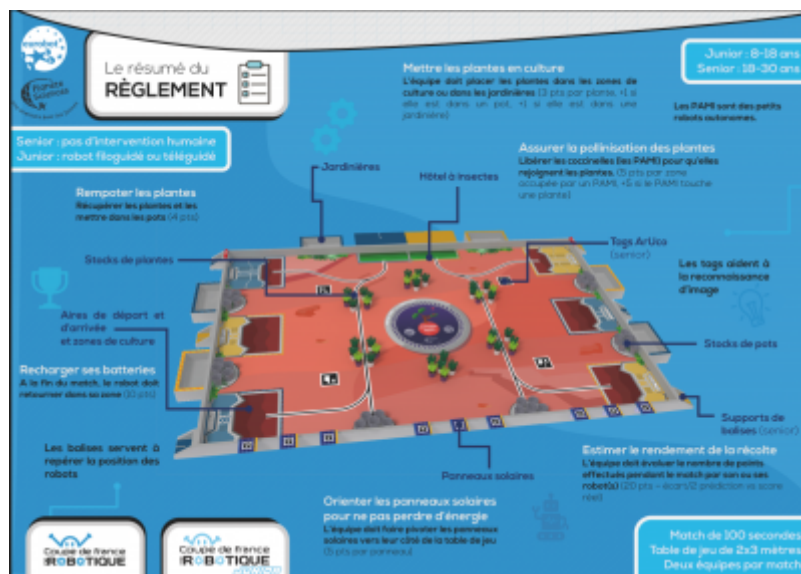 eurobot
Planète
Sciences
Le résumé du
RÈGLEMENT
Senior : pas d'intervention humaine
Junior : robot filoguidé ou téléguidé
Mettre les plantes en culture
L'équipe doit placer les plantes dans les zones de
culture ou dans les jardinières (3 pts par plante, +1 si
elle est dans un pot, +1 si elle est dans une
jardinière)
Junior : 8-18 ans
Senior : 18-30 ans
Les PAMI sont des petits
robots autonomes.
Assurer la pollinisation des plantes
Libérer les coccinelles (les PAMI) pour qu'elles
rejoignent les plantes. (5 pts par zone
occupée par un PAMI, +5 si le PAMI touche
une plante)
Jardinières
Hôtel à insectes
Rempoter les plantes
Récupérer les plantes et les
mettre dans les pots (4 pts)
Stocks de plantes
Tags ArUco
(senior)
Les tags aident à
la reconnaissance
d'image
Aires de départ et
d'arrivée
et zones de culture
Stocks de pots
Recharger ses batteries
A la fin du match, le robot doit
retourner dans sa zone (10 pts)
Supports de
balises (senior)
Les balises servent à
repérer la position des
robots
Panneaux solaires
Estimer le rendement de la récolte
L'équipe doit évaluer le nombre de points
effectués pendant le match par son ou ses
robot(s) (20 pts - écart/2 prédiction vs score
réel)
Orienter les panneaux solaires
pour ne pas perdre d'énergie
L'équipe doit faire pivoter les panneaux
solaires vers leur côté de la table de jeu
(5 pts par panneau)
Coupe de france
ROBOTIQUE
Coupe de france
ROBOTIQUE
Match de 100 secondes
Table de jeu de 2x3 mètres
Deux équipes par match